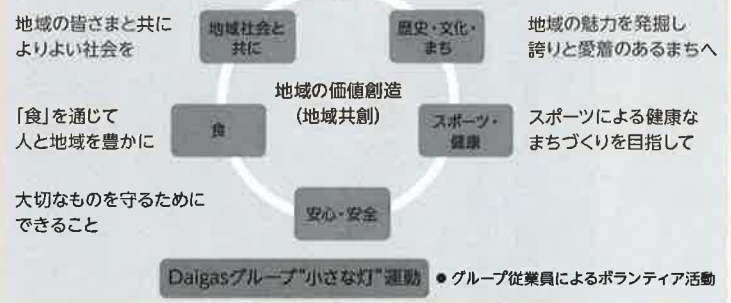 地域の皆さまと共に
よりよい社会を
地域社会と
共に
歴史・文化・
まち
地域の魅力を発掘し
誇りと愛着のあるまちへ
地域の価値創造
(地域共創)
「食」を通じて
人と地域を豊かに
食
スポーツ・
健康
スポーツによる健康な
まちづくりを目指して
大切なものを守るために
できること
安心・安全
Daigasグループ"小さな灯"運動 ● グループ従業員によるボランティア活動